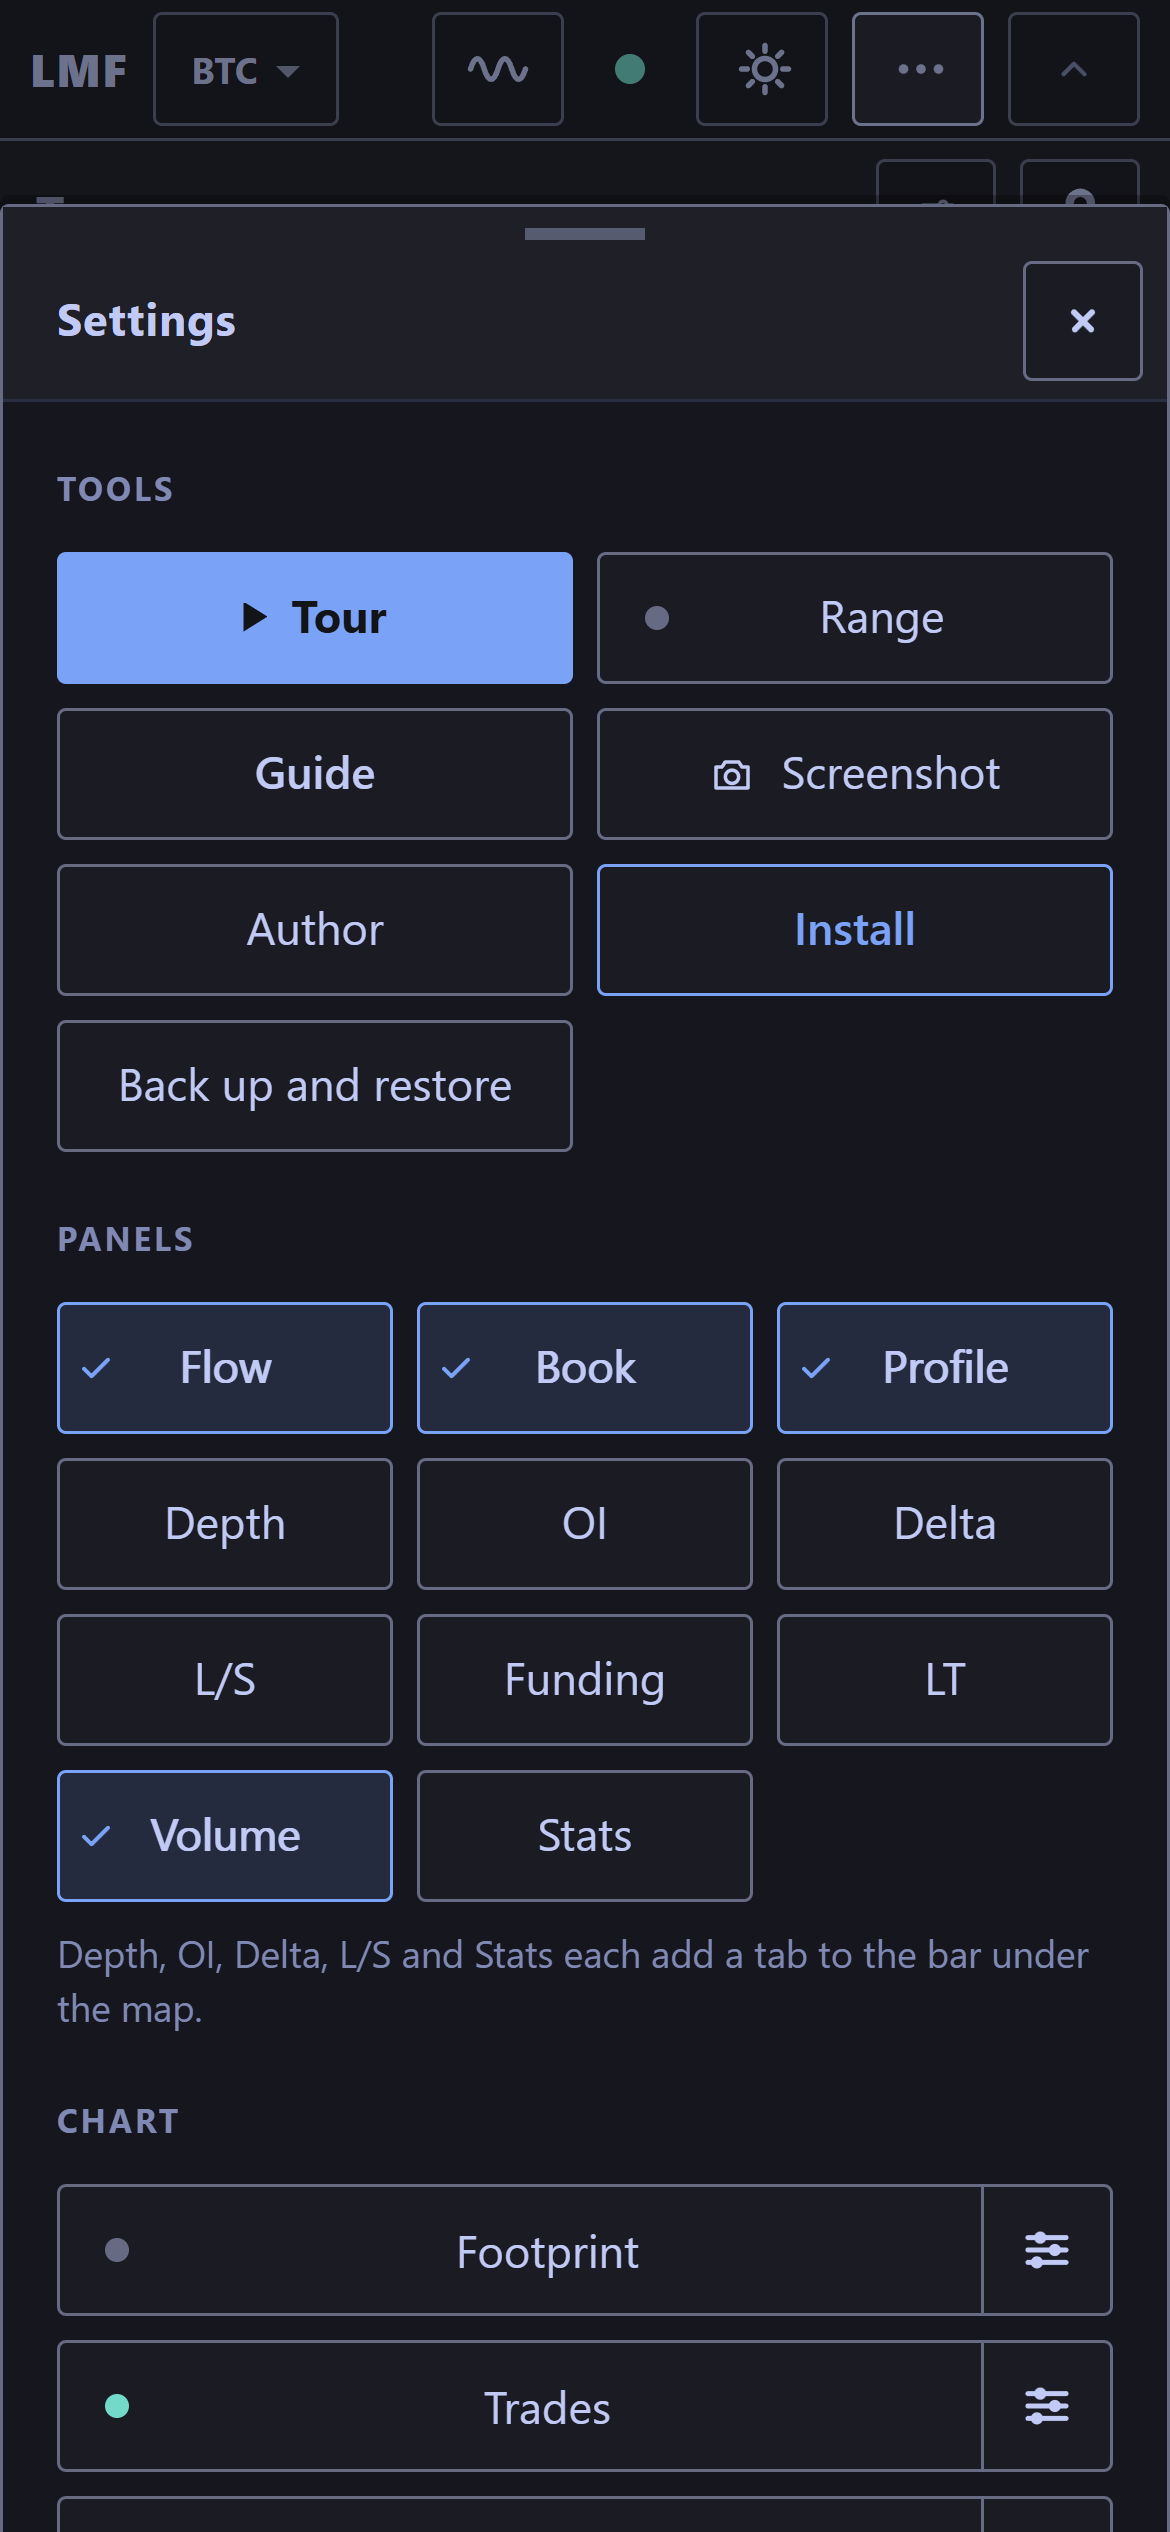 LMF
BTC
Settings
TOOLS
Tour
Range
Guide
Screenshot
Author
Install
Back up and restore
PANELS
Flow
Book
Profile
Depth
OI
Delta
L/S
Funding
LT
Volume
Stats
Depth, OI, Delta, L/S and Stats each add a tab to the bar under
the map.
CHART
Footprint
Trades